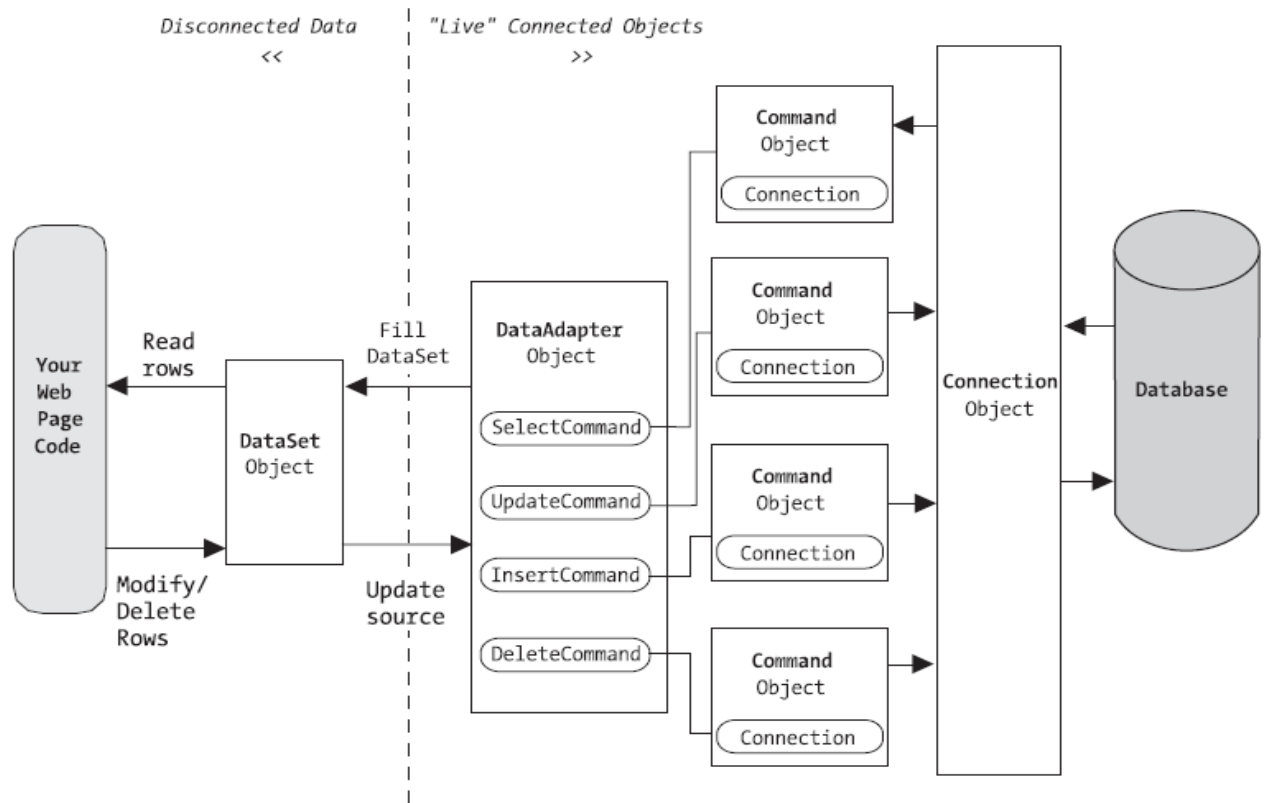 Disconnected Data
<<
"Live" Connected Objects
>>
Your
Web
Page
Code
Read
rows
Modify/
Delete
Rows
DataSet
Object
Fill
DataSet
Update
source
DataAdapter
Object
SelectCommand
UpdateCommand
InsertCommand
DeleteCommand
Command
Object
Connection
Command
Object
Connection
Command
Object
Connection
Command
Object
Connection
Connection
Object
Database